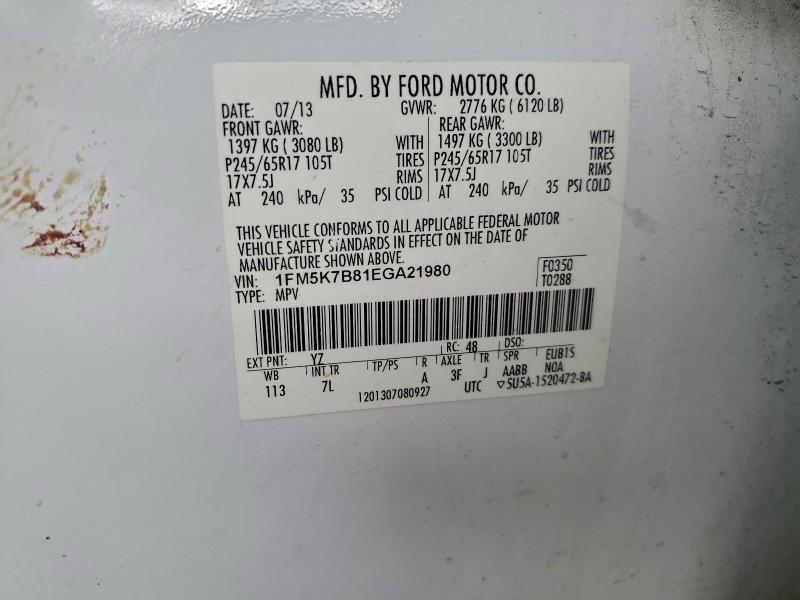 MFD. BY FORD MOTOR CO.
DATE: 07/13 GVWR: 2776 KG ( 6120 LB)
FRONT GAWR: REAR GAWR:
1397 KG ( 3080 LB) WITH 1497 KG ( 3300 LB) WITH
P245/65R17 105T TIRES P245/65R17 105T TIRES
17X7.5J RIMS 17X7.5J RIMS
AT 240 kPa/ 35 PSI COLD AT 240 kPa/ 35 PSI COLD
THIS VEHICLE CONFORMS TO ALL APPLICABLE FEDERAL MOTOR
VEHICLE SAFETY STANDARDS IN EFFECT ON THE DATE OF
MANUFACTURE SHOWN ABOVE.
VIN: 1FM5K7B81EGA21980 F0350
TYPE: MPV T0288
EXT PNT: YZ RC: 48 DSO:
WB INT TR TP/PS R AXLE TR SPR EUB1S
113 7L A 3F J AABB NOA
1201307080927 UTC ▽5U5A-1520472-BA